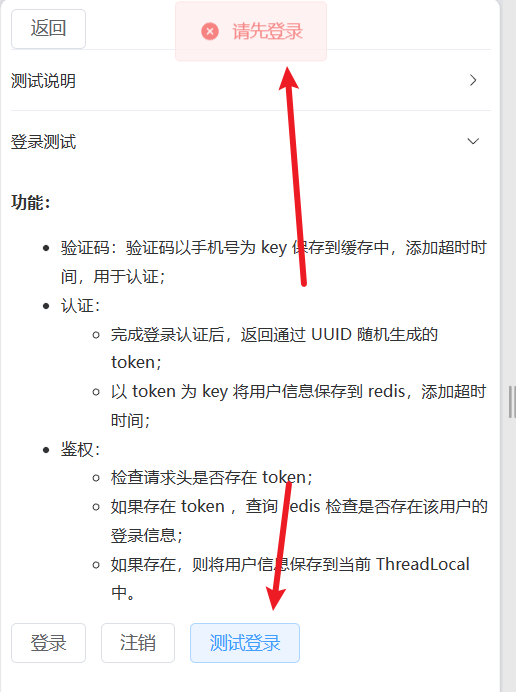 返回
请先登录
测试说明
登录测试
功能：
验证码：验证码以手机号为 key 保存到缓存中，添加超时时
间，用于认证；
认证：
完成登录认证后，返回通过 UUID 随机生成的
token；
以 token 为 key 将用户信息保存到 redis，添加超时
时间；
鉴权：
检查请求头是否存在 token；
如果存在 token ，查询 redis 检查是否存在该用户的
登录信息；
如果存在，则将用户信息保存到当前 ThreadLocal
中。
登录
注销
测试登录